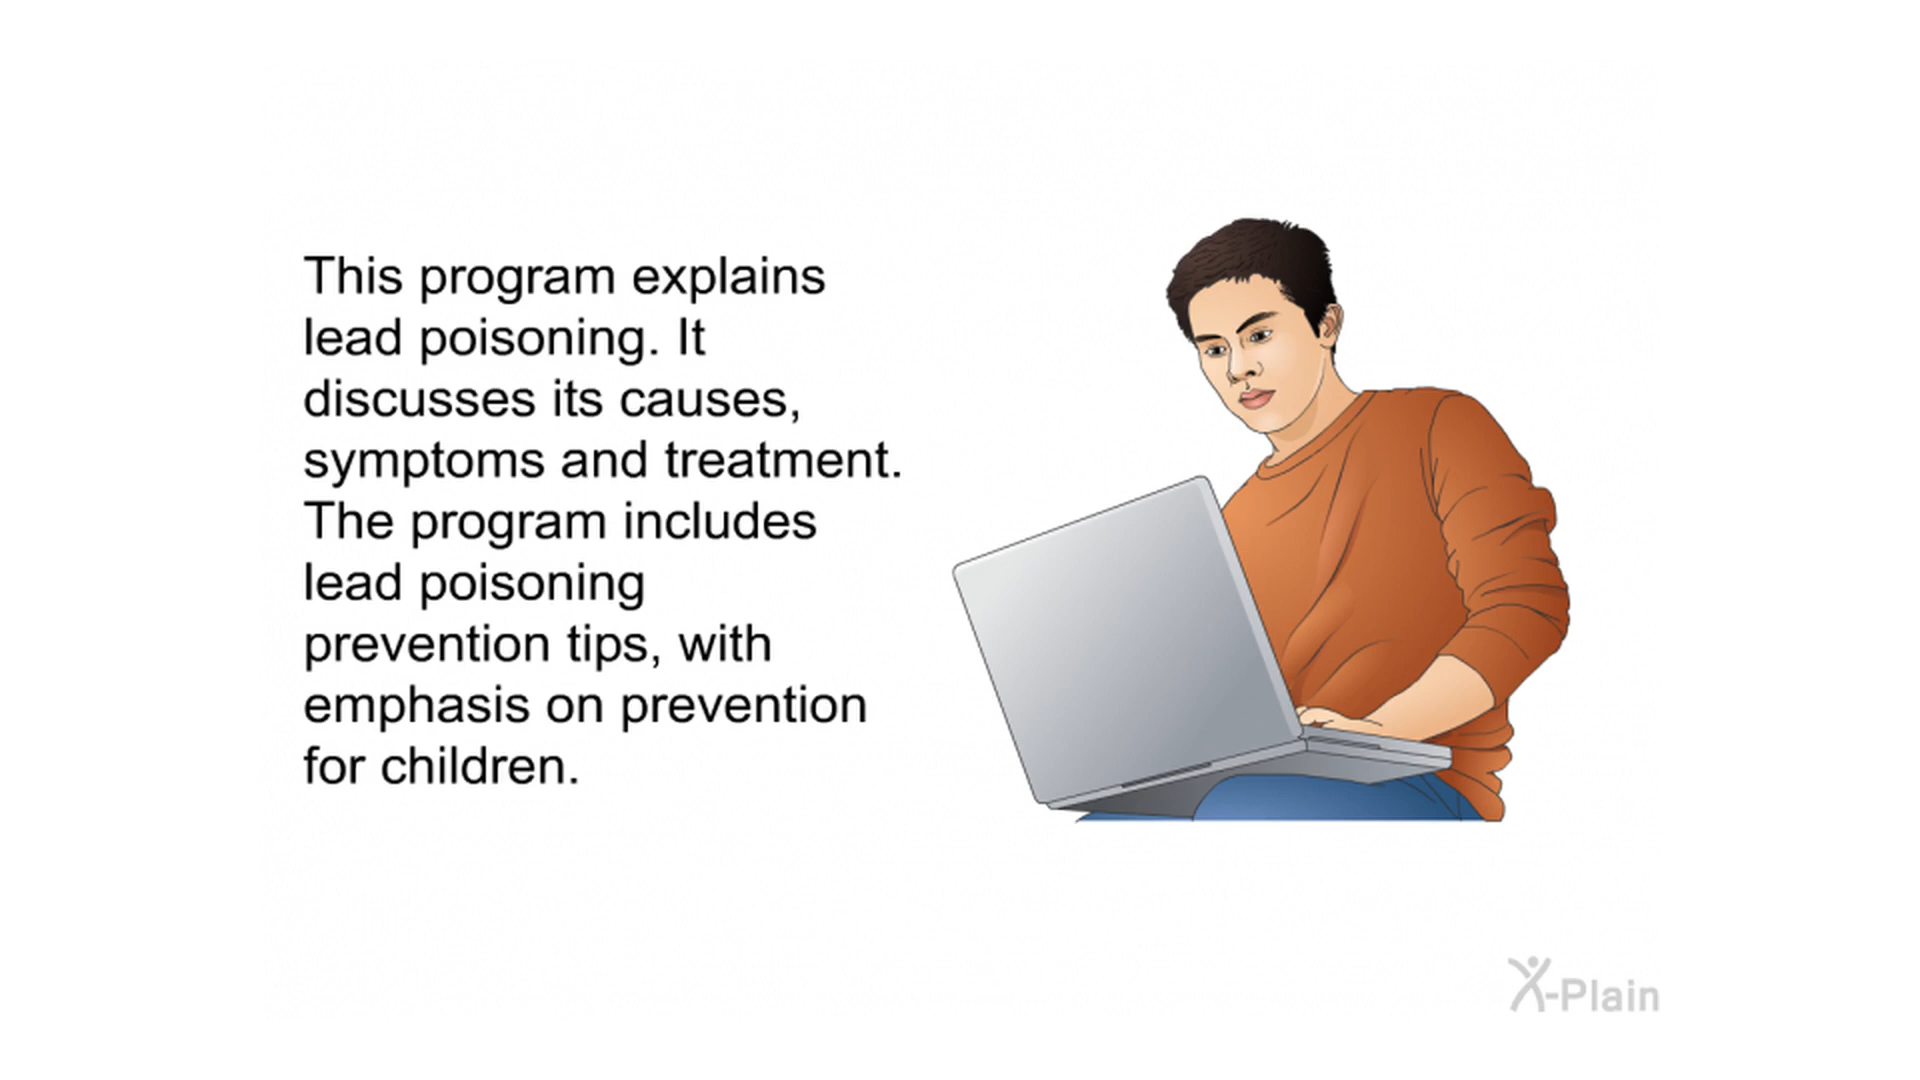 This program explains
lead poisoning. It
discusses its causes,
symptoms and treatment.
The program includes
lead poisoning
prevention tips, with
emphasis on prevention
for children.
X-Plain